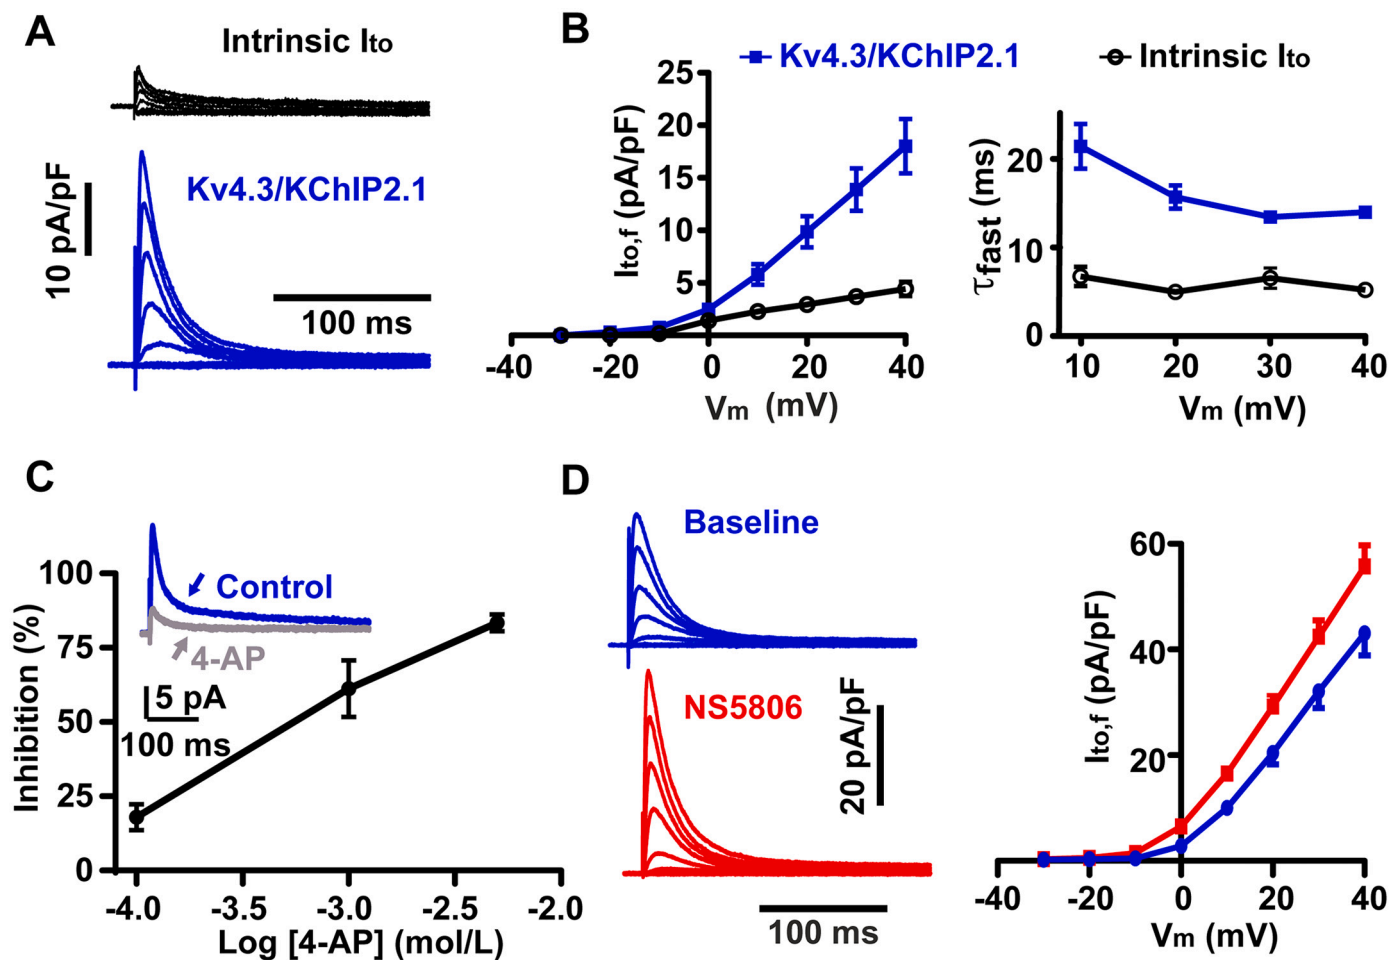 A
Intrinsic Ito
10 pA/pF
Kv4.3/KChIP2.1
100 ms
B
Kv4.3/KChIP2.1
Intrinsic Ito
Ito,f (pA/pF)
25
20
15
10
5
-40
-20
0
20
40
Vm (mV)
τfast (ms)
20
10
0
10
20
30
40
Vm (mV)
C
Inhibition (%)
100
75
50
25
0
Control
4-AP
5 pA
100 ms
-4.0
-3.5
-3.0
-2.5
-2.0
Log [4-AP] (mol/L)
D
Baseline
NS5806
20 pA/pF
100 ms
Ito,f (pA/pF)
60
40
20
-40
-20
0
20
40
Vm (mV)